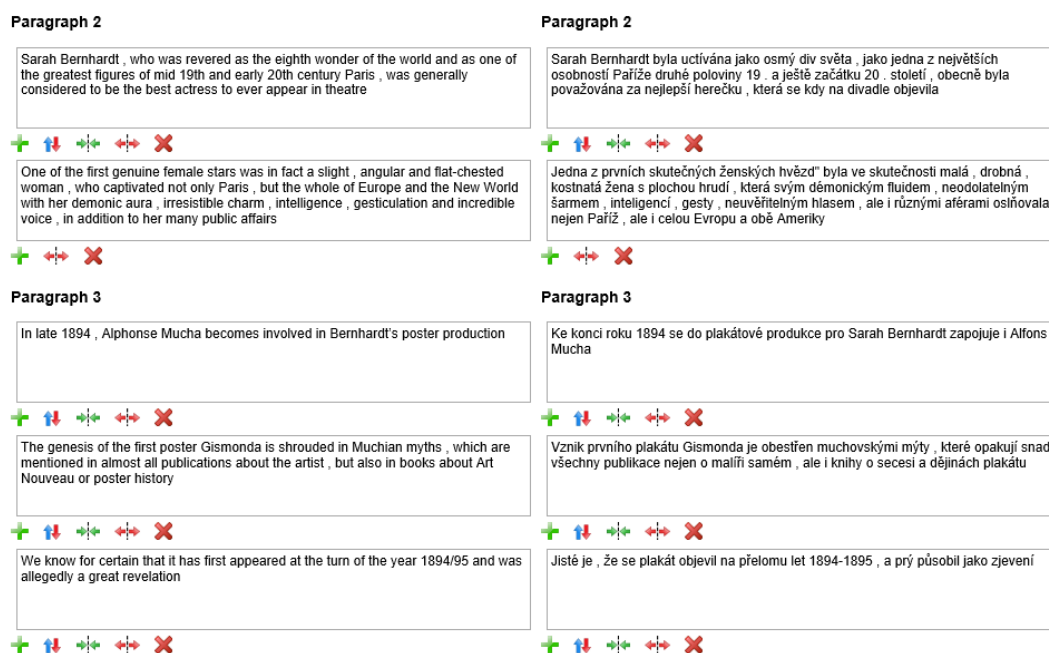 Paragraph 2
Sarah Bernhardt , who was revered as the eighth wonder of the world and as one of
the greatest figures of mid 19th and early 20th century Paris , was generally
considered to be the best actress to ever appear in theatre
One of the first genuine female stars was in fact a slight , angular and flat-chested
woman , who captivated not only Paris , but the whole of Europe and the New World
with her demonic aura , irresistible charm , intelligence , gesticulation and incredible
voice , in addition to her many public affairs
Paragraph 3
In late 1894 , Alphonse Mucha becomes involved in Bernhardt's poster production
The genesis of the first poster Gismonda is shrouded in Muchian myths , which are
mentioned in almost all publications about the artist , but also in books about Art
Nouveau or poster history
We know for certain that it has first appeared at the turn of the year 1894/95 and was
allegedly a great revelation
Paragraph 2
Sarah Bernhardt byla uctívána jako osmý div světa , jako jedna z největších
osobností Paříže druhé poloviny 19 . a ještě začátku 20 . století , obecně byla
považována za nejlepší herečku , která se kdy na divadle objevila
Jedna z prvních skutečných ženských hvězd" byla ve skutečnosti malá , drobná ,
kostnatá žena s plochou hrudí , která svým démonickým fluidem , neodolatelným
šarmem , inteligencí , gesty , neuvěřitelným hlasem , ale i různými aférami oslňovala
nejen Paříž , ale i celou Evropu a obě Ameriky
Paragraph 3
Ke konci roku 1894 se do plakátové produkce pro Sarah Bernhardt zapojuje i Alfons
Mucha
Vznik prvního plakátu Gismonda je obestřen muchovskými mýty , které opakují snad
všechny publikace nejen o malíři samém , ale i knihy o secesi a dějinách plakátu
Jisté je , že se plakát objevil na přelomu let 1894-1895 , a prý působil jako zjevení